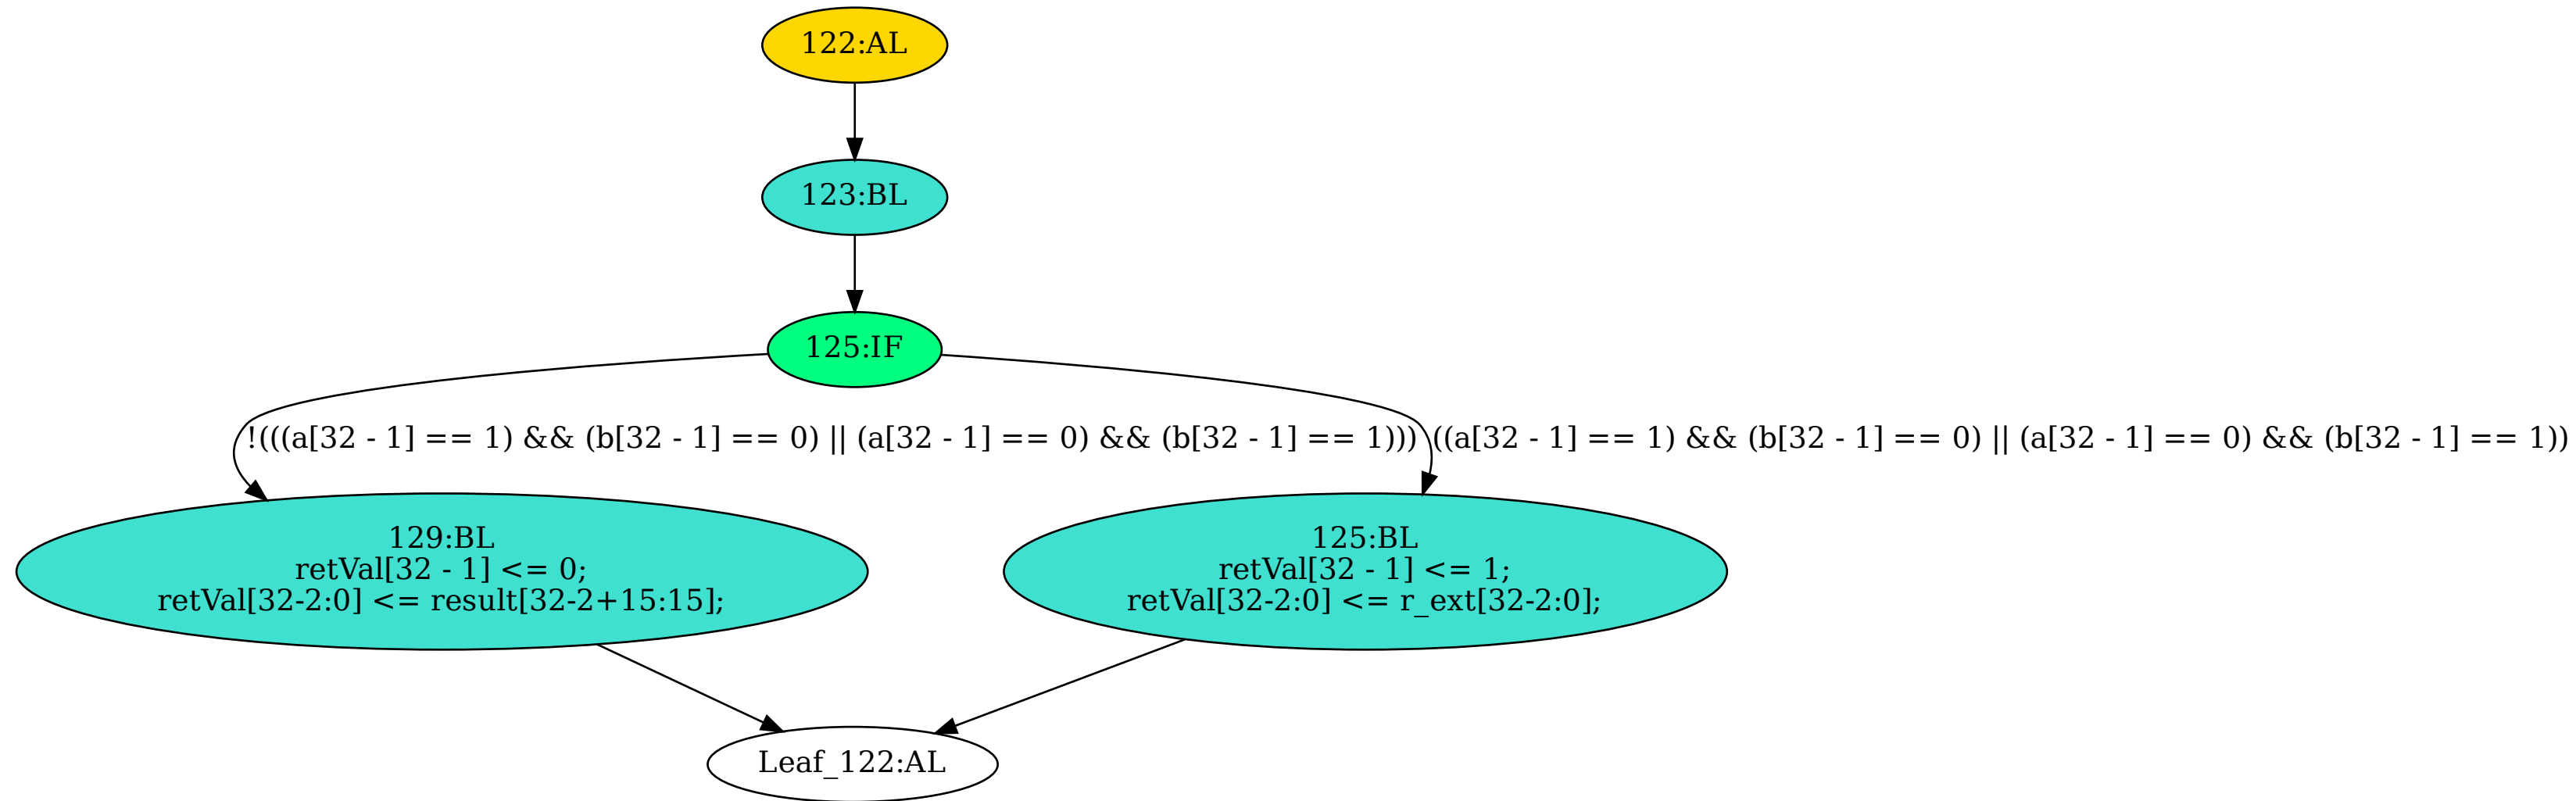 122:AL
123:BL
125:IF
!(((a[32 - 1] == 1) && (b[32 - 1] == 0) || (a[32 - 1] == 0) && (b[32 - 1] == 1)))
((a[32 - 1] == 1) && (b[32 - 1] == 0) || (a[32 - 1] == 0) && (b[32 - 1] == 1))
129:BL
retVal[32 - 1] <= 0;
retVal[32-2:0] <= result[32-2+15:15];
125:BL
retVal[32 - 1] <= 1;
retVal[32-2:0] <= r_ext[32-2:0];
Leaf_122:AL